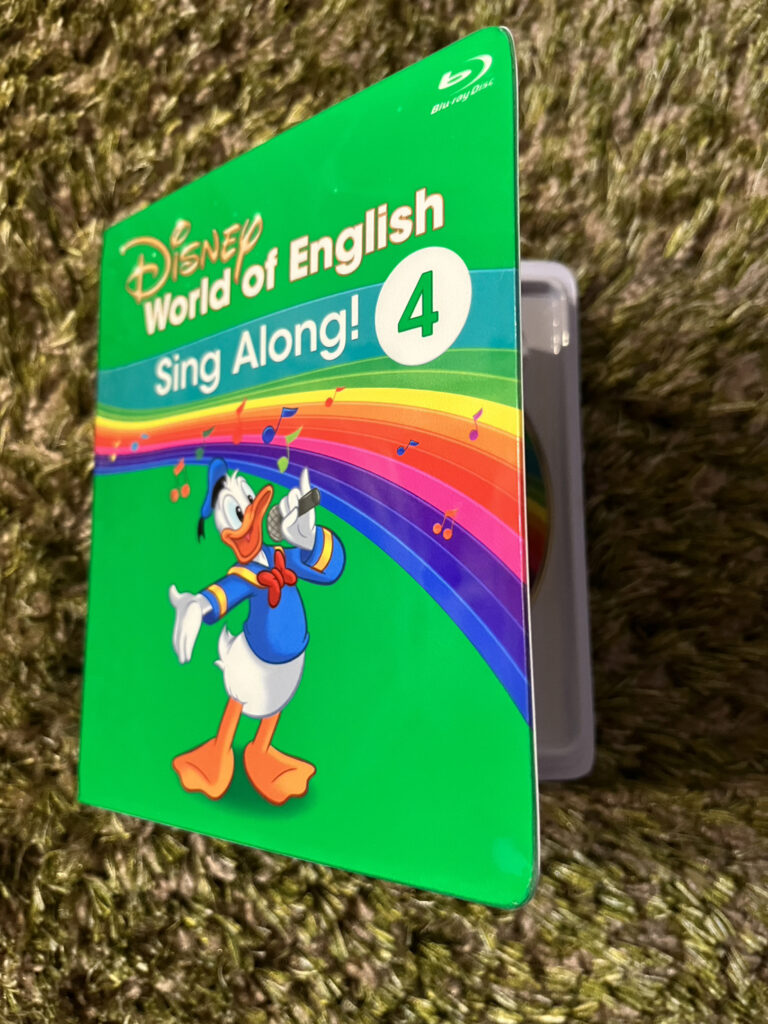 Blu-ray Disc
Disney
World of English
Sing Along! 4